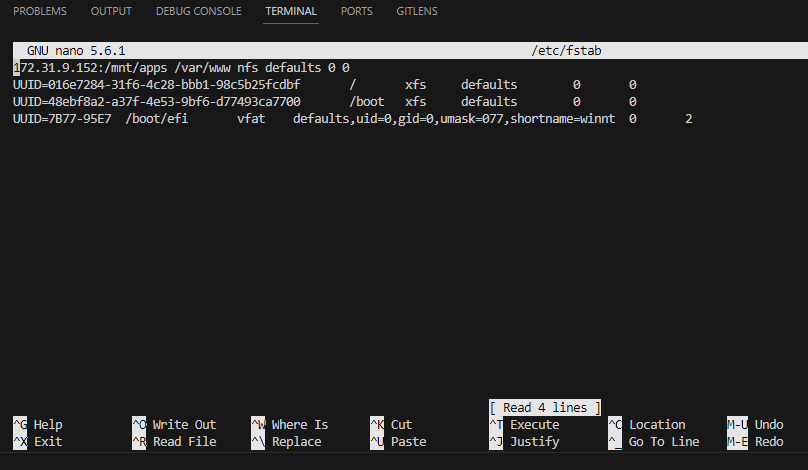 PROBLEMS OUTPUT DEBUG CONSOLE TERMINAL PORTS GITLENS
GNU nano 5.6.1 /etc/fstab
172.31.9.152:/mnt/apps /var/www nfs defaults 0 0
UUID=016e7284-31f6-4c28-bbb1-98c5b25fcdbf / xfs defaults 0 0
UUID=48ebf8a2-a37f-4e53-9bf6-d77493ca7700 /boot xfs defaults 0 0
UUID=7B77-95E7 /boot/efi vfat defaults,uid=0,gid=0,umask=077,shortname=winnt 0 2
[ Read 4 lines ]
^G Help ^O Write Out ^W Where Is ^K Cut ^T Execute ^C Location M-U Undo
^X Exit ^R Read File ^\ Replace ^U Paste ^J Justify ^_ Go To Line M-E Redo